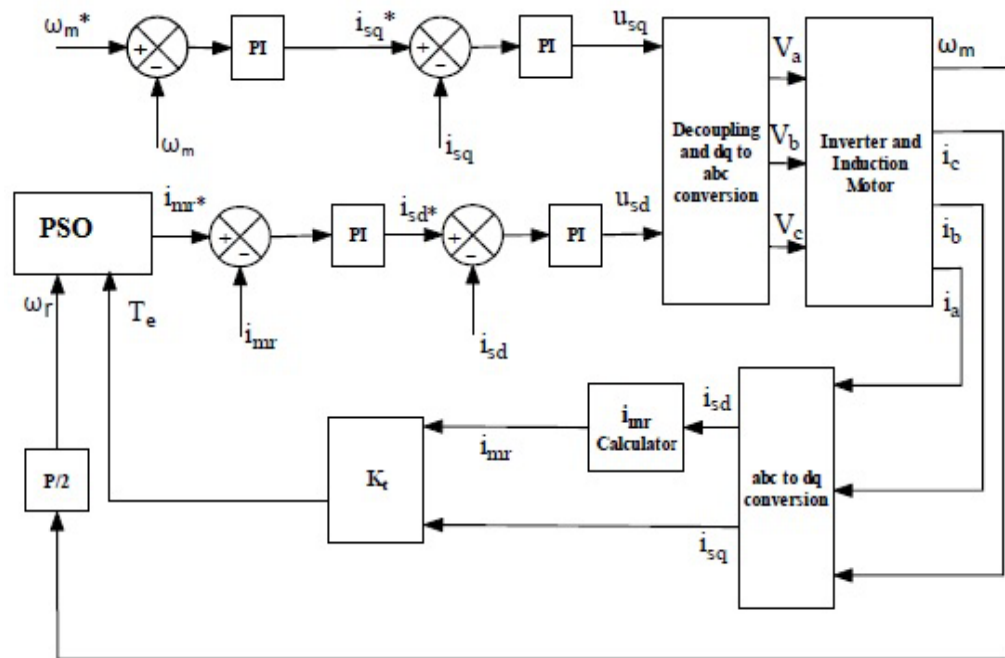 ωm*
+
−
ωm
PI
isq*
+
−
isq
PI
usq
Decoupling
and dq to
abc
conversion
Va
Vb
Vc
Inverter and
Induction
Motor
ωm
ic
ib
ia
PSO
imr*
+
−
imr
PI
isd*
+
−
isd
PI
usd
ωr
Te
P/2
Kt
imr
imr
Calculator
isd
isq
abc to dq
conversion